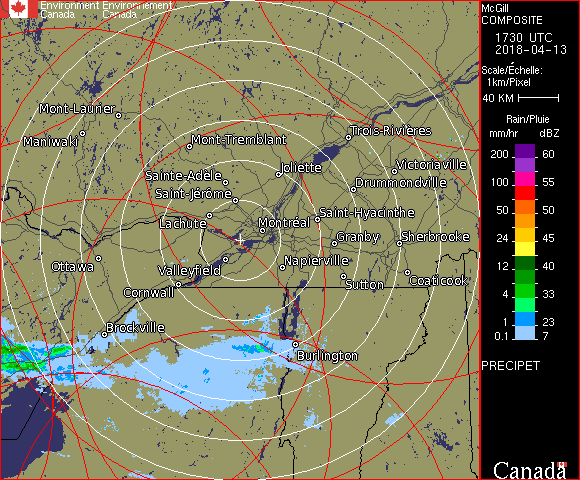 Environment Environnement
Canada Canada
McGill
COMPOSITE
1730 UTC
2018-04-13
Scale/Échelle:
1km/Pixel
40 KM
Rain/Pluie
mm/hr dBZ
200 60
100 55
50 50
24 45
12 40
4 33
1 23
0.1 7
PRECIPET
Canada
Mont-Laurier
Maniwaki
Mont-Tremblant
Trois-Rivières
Joliette
Victoriaville
Sainte-Adèle
Drummondville
Saint-Jérôme
Saint-Hyacinthe
Lachute
Montréal
Granby
Sherbrooke
Ottawa
Valleyfield
Napierville
Cornwall
Sutton
Coaticook
Brockville
Burlington